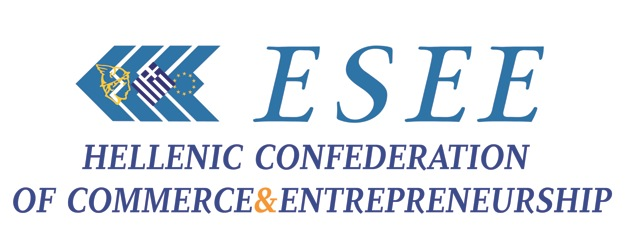 ESEE
HELLENIC CONFEDERATION
OF COMMERCE&ENTREPRENEURSHIP